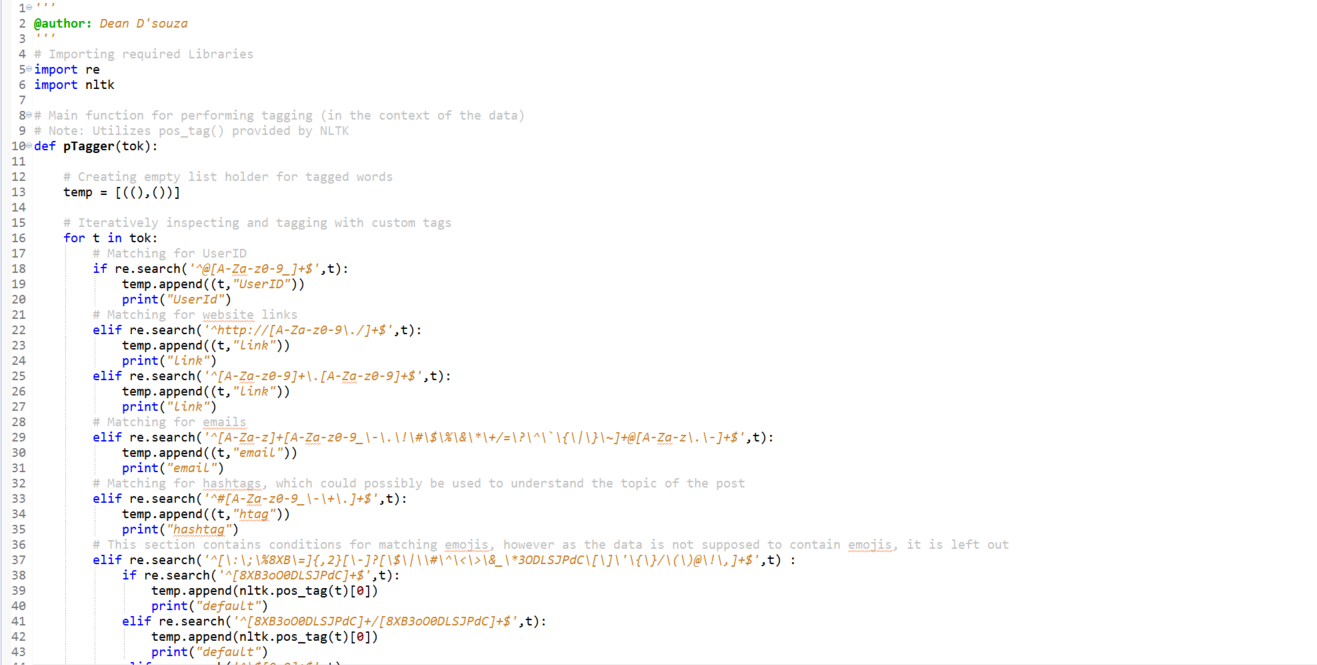 1 '''
2 @author: Dean D'souza
3 '''
4 # Importing required Libraries
5 import re
6 import nltk
7
8 # Main function for performing tagging (in the context of the data)
9 # Note: Utilizes pos_tag() provided by NLTK
10 def pTagger(tok):
11
12     # Creating empty list holder for tagged words
13     temp = [((),())]
14
15     # Iteratively inspecting and tagging with custom tags
16     for t in tok:
17         # Matching for UserID
18         if re.search('^@[A-Za-z0-9_]+$',t):
19             temp.append((t,"UserID"))
20             print("UserId")
21         # Matching for website links
22         elif re.search('^http://[A-Za-z0-9\./]+$',t):
23             temp.append((t,"link"))
24             print("link")
25         elif re.search('^[A-Za-z0-9]+\.[A-Za-z0-9]+$',t):
26             temp.append((t,"link"))
27             print("link")
28         # Matching for emails
29         elif re.search('^[A-Za-z]+[A-Za-z0-9_\-\.\!\#\$\%\&\*\+/=\?\^\`\{\|\}\~]+@[A-Za-z\.\-]+$',t):
30             temp.append((t,"email"))
31             print("email")
32         # Matching for hashtags, which could possibly be used to understand the topic of the post
33         elif re.search('^#[A-Za-z0-9_\-\+\.]+$',t):
34             temp.append((t,"htag"))
35             print("hashtag")
36         # This section contains conditions for matching emojis, however as the data is not supposed to contain emojis, it is left out
37         elif re.search('^[\:\;\%8XB\=]{,2}[\-]?[\$\|\\#\^\<\>\&_\*3ODLSJPdC\[\]\'\{\}/\(\)@\!\,]+$',t) :
38             if re.search('^[8XB3oO0DLSJPdC]+$',t):
39                 temp.append(nltk.pos_tag(t)[0])
40                 print("default")
41             elif re.search('^[8XB3oO0DLSJPdC]+/[8XB3oO0DLSJPdC]+$',t):
42                 temp.append(nltk.pos_tag(t)[0])
43                 print("default")